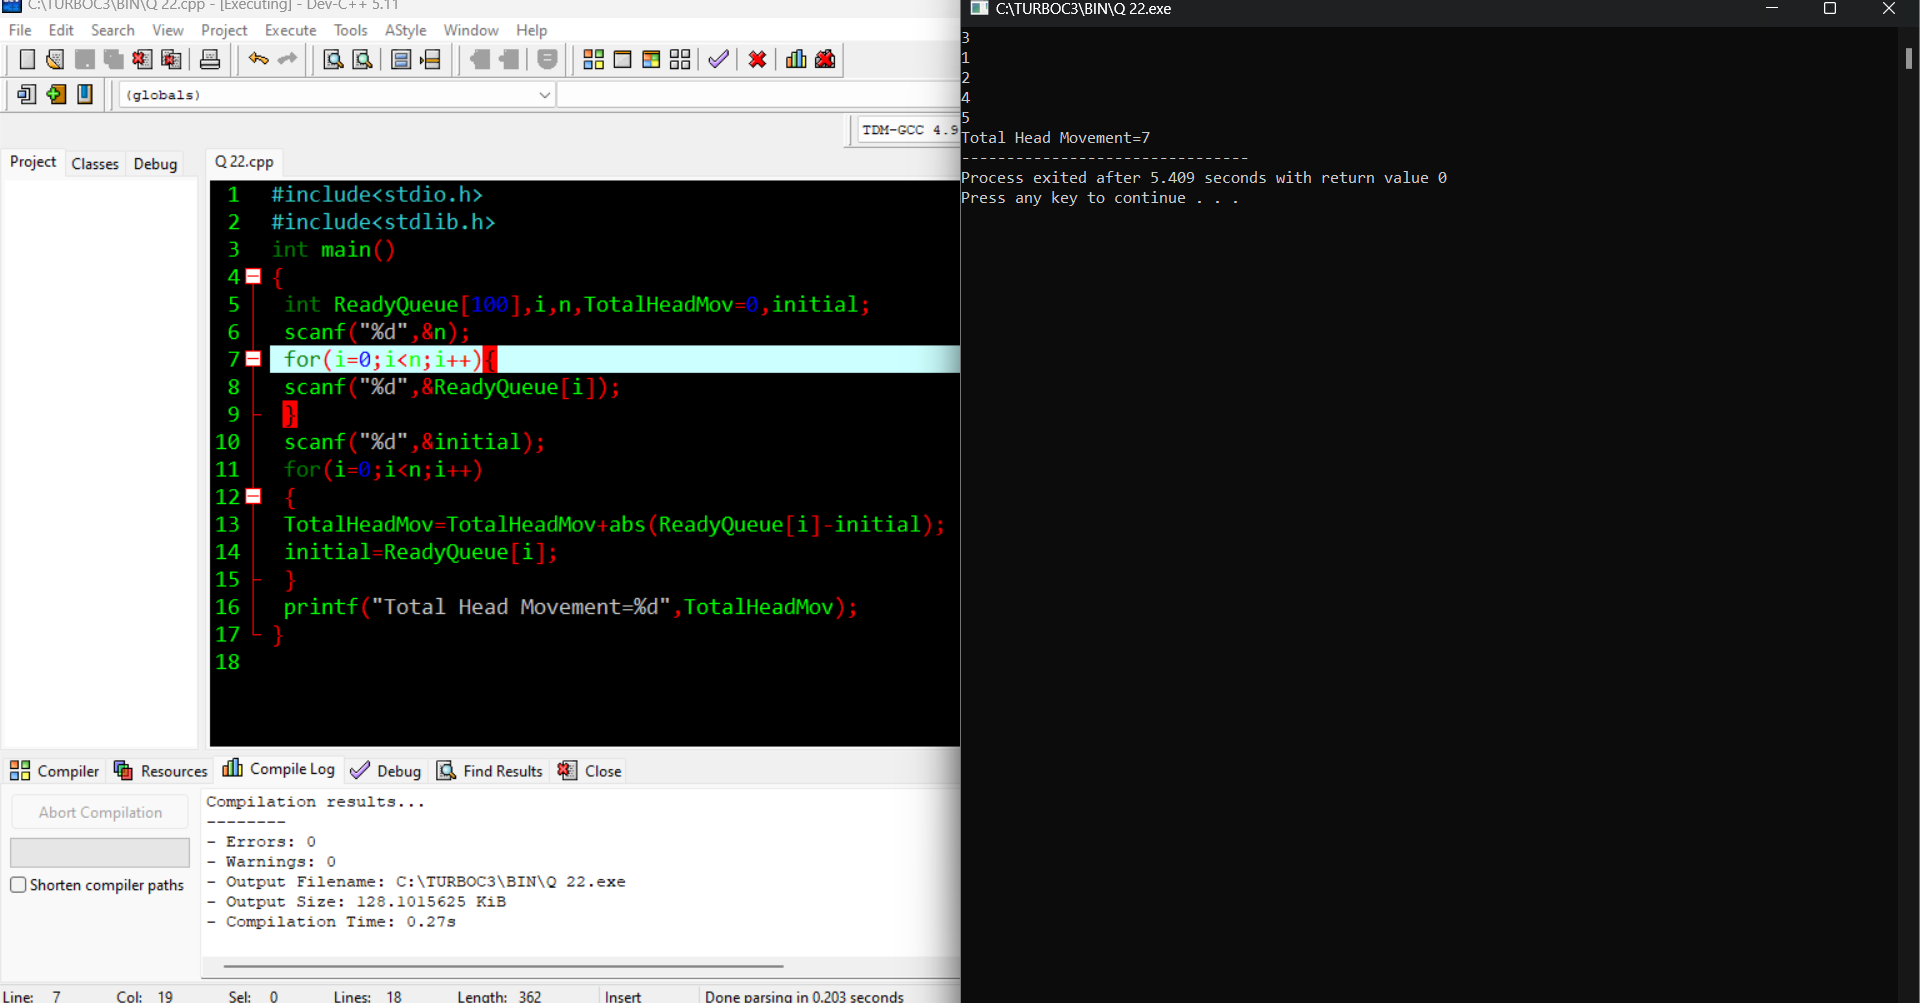 C:\TURBOC3\BIN\Q 22.cpp - [Executing] - Dev-C++ 5.11
File Edit Search View Project Execute Tools AStyle Window Help
(globals)
TDM-GCC 4.9
Project Classes Debug
Q 22.cpp
1 #include<stdio.h>
2 #include<stdlib.h>
3 int main()
4 {
5 int ReadyQueue[100],i,n,TotalHeadMov=0,initial;
6 scanf("%d",&n);
7 for(i=0;i<n;i++){
8 scanf("%d",&ReadyQueue[i]);
9 }
10 scanf("%d",&initial);
11 for(i=0;i<n;i++)
12 {
13 TotalHeadMov=TotalHeadMov+abs(ReadyQueue[i]-initial);
14 initial=ReadyQueue[i];
15 }
16 printf("Total Head Movement=%d",TotalHeadMov);
17 }
18
Compiler Resources Compile Log Debug Find Results Close
Abort Compilation
Shorten compiler paths
Compilation results...
--------
- Errors: 0
- Warnings: 0
- Output Filename: C:\TURBOC3\BIN\Q 22.exe
- Output Size: 128.1015625 KiB
- Compilation Time: 0.27s
Line: 7 Col: 19 Sel: 0 Lines: 18 Length: 362 Insert Done parsing in 0.203 seconds
C:\TURBOC3\BIN\Q 22.exe
3
1
2
4
5
Total Head Movement=7
--------------------------------
Process exited after 5.409 seconds with return value 0
Press any key to continue . . .